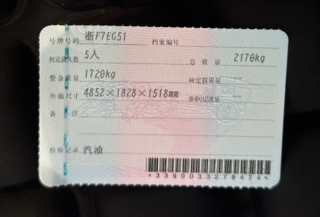 号牌号码 浙F7EG51 档案编号
核定载人数 5人 总质量 2170kg
整备质量 1720kg 核定载质量 --
外廓尺寸 4852×1828×1518mm 准牵引总质量 --
备注
检验记录 汽油
*3390033278474*